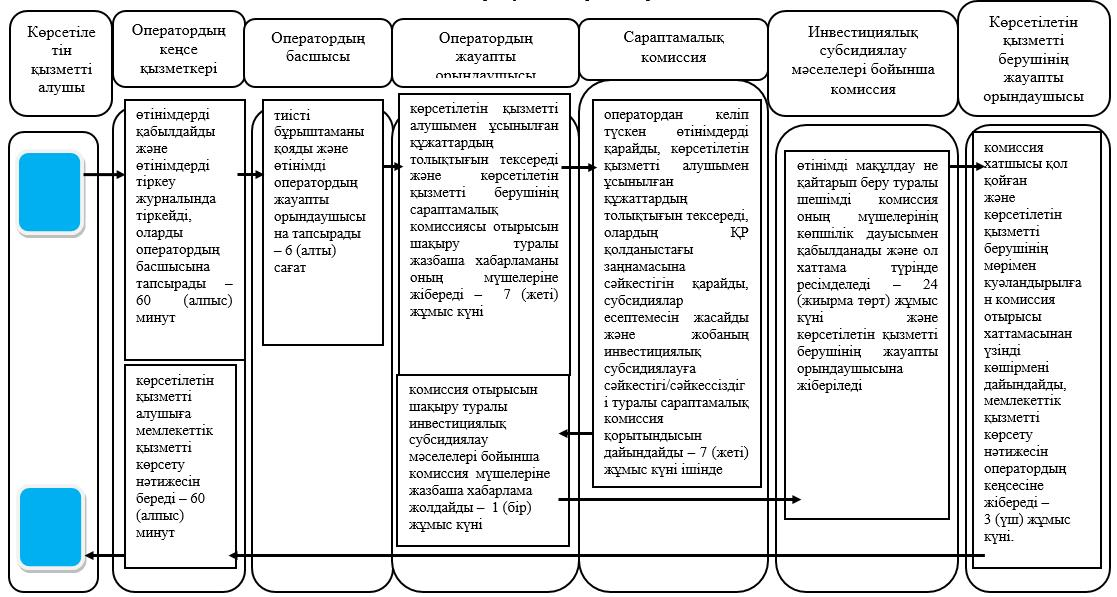 Көрсетіле
тін
қызметті
алушы
Оператордың
кеңсе
қызметкері
Оператордың
басшысы
Оператордың
жауапты
орындаушысы
Сараптамалық
комиссия
Инвестициялық
субсидиялау
мәселелері бойынша
комиссия
Көрсетілетін
қызметті
берушінің
жауапты
орындаушысы
өтінімдерді
қабылдайды
және
өтінімдерді
тіркеу
журналында
тіркейді,
оларды
оператордың
басшысына
тапсырады –
60 (алпыс)
минут
тиісті
бұрыштаманы
қояды және
өтінімді
оператордың
жауапты
орындаушысы
на тапсырады
– 6 (алты)
сағат
көрсетілетін қызметті
алушымен ұсынылған
құжаттардың
толықтығын тексереді
және көрсетілетін
қызметті берушінің
сараптамалық
комиссиясы отырысын
шақыру туралы
жазбаша хабарламаны
оның мүшелеріне
жібереді – 7 (жеті)
жұмыс күні
оператордан келіп
түскен өтінімдерді
қарайды, көрсетілетін
қызметті алушымен
ұсынылған
құжаттардың
толықтығын тексереді,
олардың ҚР
қолданыстағы
заңнамасына
сәйкестігін қарайды,
субсидиялар
есептемесін жасайды
және жобаның
инвестициялық
субсидиялауға
сәйкестігі/сәйкессіздіг
і туралы сараптамалық
комиссия
қорытындысын
дайындайды – 7 (жеті)
жұмыс күні ішінде
өтінімді мақұлдау не
қайтарып беру туралы
шешімді комиссия
оның мүшелерінің
көпшілік дауысымен
қабылданады және ол
хаттама түрінде
ресімделеді – 24
(жиырма төрт) жұмыс
күні және
көрсетілетін қызметті
берушінің жауапты
орындаушысына
жіберіледі
комиссия
хатшысы қол
қойған
және
көрсетілетін
қызметті
берушінің
мөрімен
куәландырылға
н комиссия
отырысы
хаттамасынан
үзінді
көшірмені
дайындайды,
мемлекеттік
қызметті
көрсету
нәтижесін
оператордың
кеңсесіне
жібереді –
3 (үш) жұмыс
күні.
көрсетілетін
қызметті
алушыға
мемлекеттік
қызметті
көрсету
нәтижесін
береді – 60
(алпыс)
минут
комиссия отырысын
шақыру туралы
инвестициялық
субсидиялау
мәселелері бойынша
комиссия мүшелеріне
жазбаша хабарлама
жолдайды – 1 (бір)
жұмыс күні